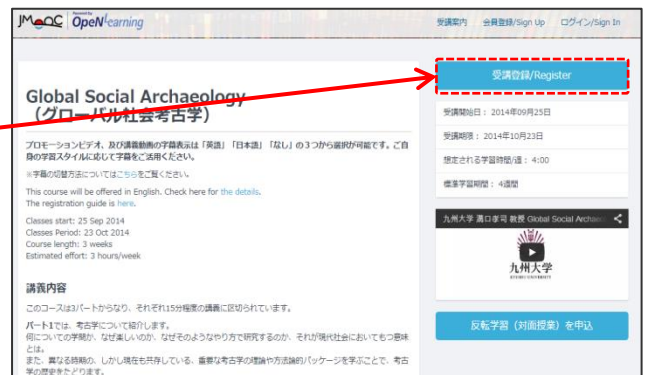 JMOOC Powered by OpeNLearning
受講案内 会員登録/Sign Up ログイン/Sign In
Global Social Archaeology
(グローバル社会考古学)
プロモーションビデオ、及び講義動画の字幕表示は「英語」「日本語」「なし」の3つから選択が可能です。ご自
身の学習スタイルに応じて字幕をご活用ください。
※字幕の切替方法についてはこちらをご覧ください。
This course will be offered in English. Check here for the details.
The registration guide is here.
Classes start: 25 Sep 2014
Classes Period: 23 Oct 2014
Course length: 3 weeks
Estimated effort: 3 hours/week
講義内容
このコースは3パートからなり、それぞれ15分程度の講義に区切られています。
パート1では、考古学について紹介します。
何についての学問か、なぜ楽しいのか、なぜそのようなやり方で研究するのか、それが現代社会においてもつ意味
とは。
また、異なる時期の、しかし現在も共存している、重要な考古学の理論や方法論的パッケージを学ぶことで、考古
学の歴史をたどります。
受講登録/Register
受講開始日： 2014年09月25日
受講期限： 2014年10月23日
想定される学習時間/週： 4:00
標準学習期間： 4週間
九州大学 溝口孝司 教授 Global Social Archaeo
九州大学
KYUSHU UNIVERSITY
反転学習（対面授業）を申込